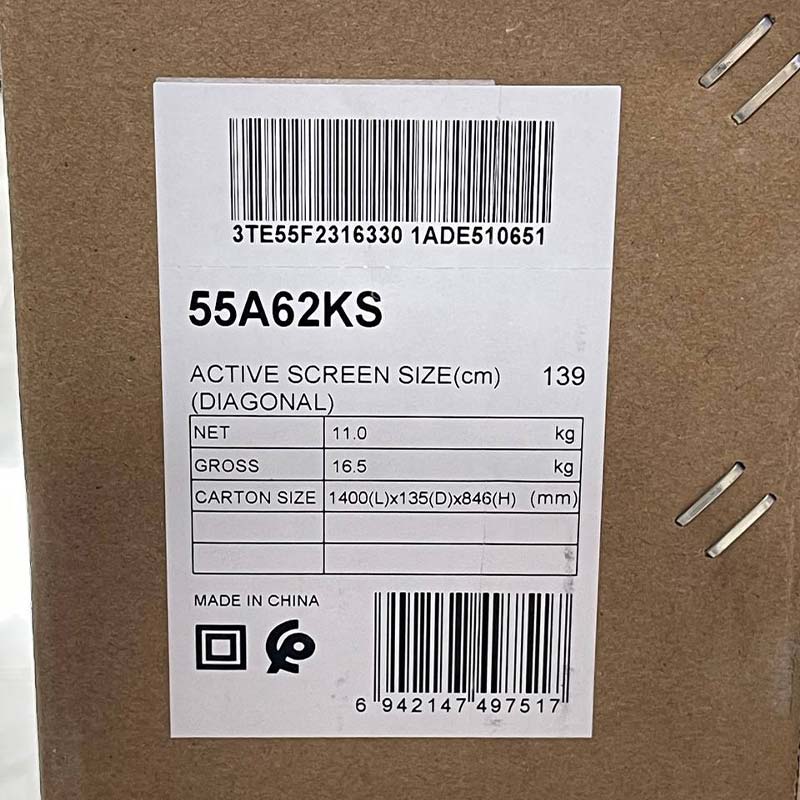 3TE55F2316330 1ADE510651
55A62KS
ACTIVE SCREEN SIZE(cm) 139
(DIAGONAL)
NET 11.0 kg
GROSS 16.5 kg
CARTON SIZE 1400(L)x135(D)x846(H) (mm)
MADE IN CHINA
6 942147 497517